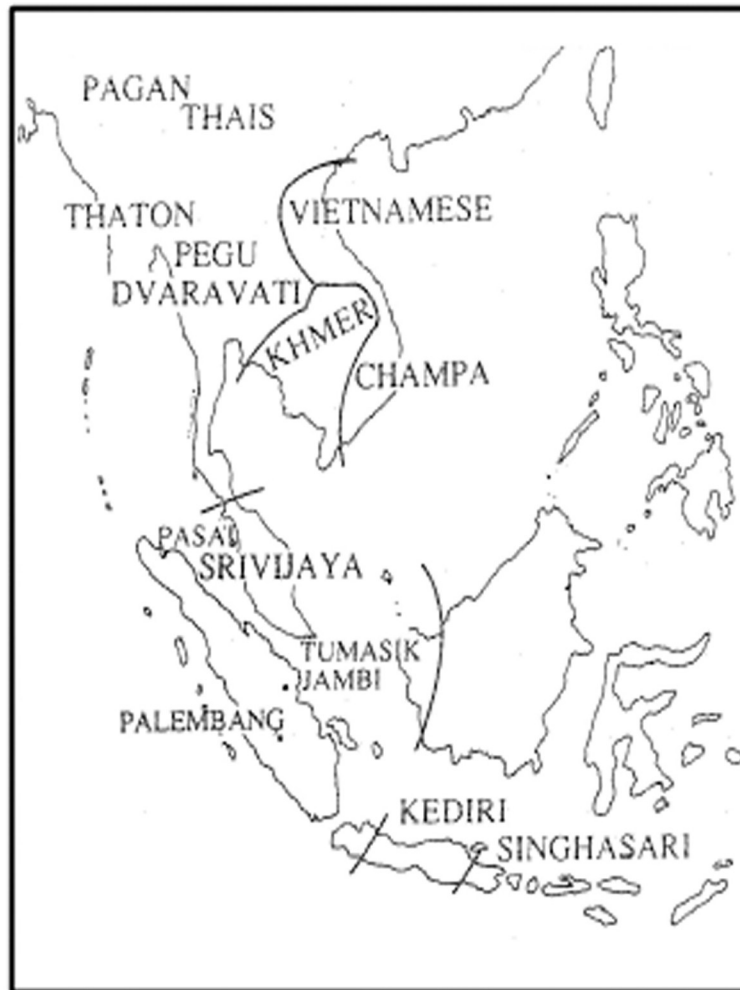 PAGAN
THAIS
THATON
VIETNAMESE
PEGU
DVARAVATI
KHMER
CHAMPA
PASAI
SRIVIJAYA
TUMASIK
JAMBI
PALEMBANG
KEDIRI
SINGHASARI